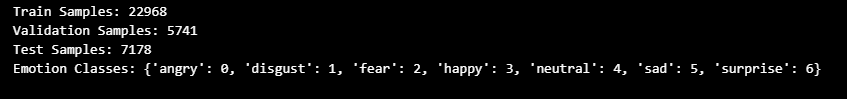 Train Samples: 22968
Validation Samples: 5741
Test Samples: 7178
Emotion Classes: {'angry': 0, 'disgust': 1, 'fear': 2, 'happy': 3, 'neutral': 4, 'sad': 5, 'surprise': 6}